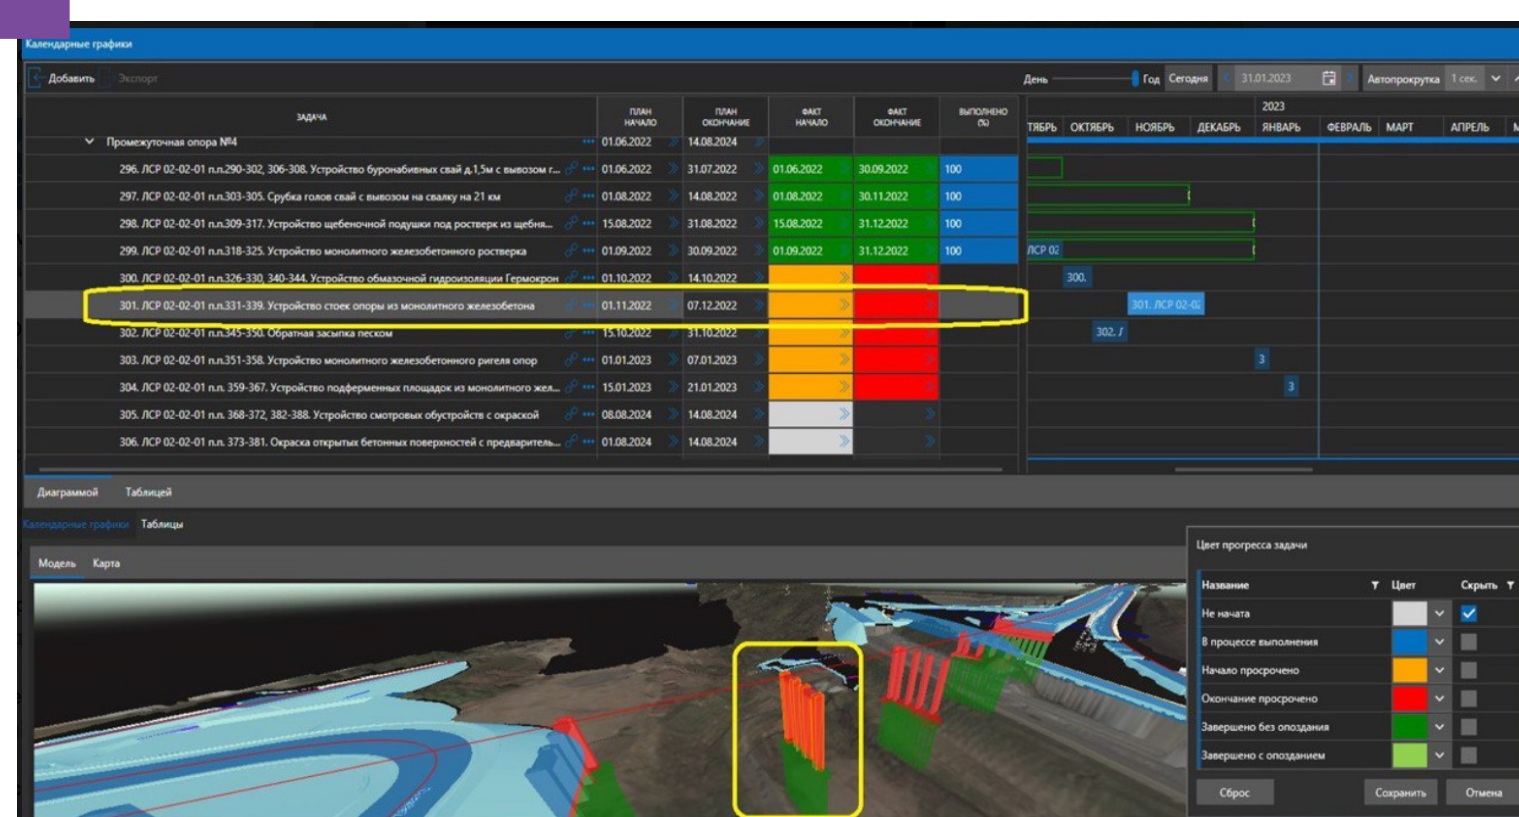 Календарные графики
Добавить Экспорт День Год Сегодня 31.01.2023 Автопрокрутка 1 сек.
ЗАДАЧА ПЛАН НАЧАЛО ПЛАН ОКОНЧАНИЕ ФАКТ НАЧАЛО ФАКТ ОКОНЧАНИЕ ВЫПОЛНЕНО (%) 2023
ТЯБРЬ ОКТЯБРЬ НОЯБРЬ ДЕКАБРЬ ЯНВАРЬ ФЕВРАЛЬ МАРТ АПРЕЛЬ
Промежуточная опора №4 ... 01.06.2022 14.08.2024
296. ЛСР 02-02-01 п.п.290-302, 306-308. Устройство буронабивных свай д.1,5м с вывозом г... ... 01.06.2022 31.07.2022 01.06.2022 30.09.2022 100
297. ЛСР 02-02-01 п.п.303-305. Срубка голов свай с вывозом на свалку на 21 км ... 01.08.2022 14.08.2022 01.08.2022 30.11.2022 100
298. ЛСР 02-02-01 п.п.309-317. Устройство щебеночной подушки под ростверк из щебня... ... 15.08.2022 31.08.2022 15.08.2022 31.12.2022 100
299. ЛСР 02-02-01 п.п.318-325. Устройство монолитного железобетонного ростверка ... 01.09.2022 30.09.2022 01.09.2022 31.12.2022 100 ЛСР 02
300. ЛСР 02-02-01 п.п.326-330, 340-344. Устройство обмазочной гидроизоляции Гермокрон ... 01.10.2022 14.10.2022 300.
301. ЛСР 02-02-01 п.п.331-339. Устройство стоек опоры из монолитного железобетона ... 01.11.2022 07.12.2022 301. ЛСР 02-02
302. ЛСР 02-02-01 п.п.345-350. Обратная засыпка песком ... 15.10.2022 31.10.2022 302. Л
303. ЛСР 02-02-01 п.п.351-358. Устройство монолитного железобетонного ригеля опор ... 01.01.2023 07.01.2023 3
304. ЛСР 02-02-01 п.п. 359-367. Устройство подферменных площадок из монолитного жел... ... 15.01.2023 21.01.2023 3
305. ЛСР 02-02-01 п.п. 368-372, 382-388. Устройство смотровых обустройств с окраской ... 08.08.2024 14.08.2024
306. ЛСР 02-02-01 п.п. 373-381. Окраска открытых бетонных поверхностей с предваритель... ... 01.08.2024 14.08.2024
Диаграммой Таблицей
Календарные графики Таблицы
Модель Карта
Цвет прогресса задачи
Название Цвет Скрыть
Не начата
В процессе выполнения
Начало просрочено
Окончание просрочено
Завершено без опоздания
Завершено с опозданием
Сброс Сохранить Отмена